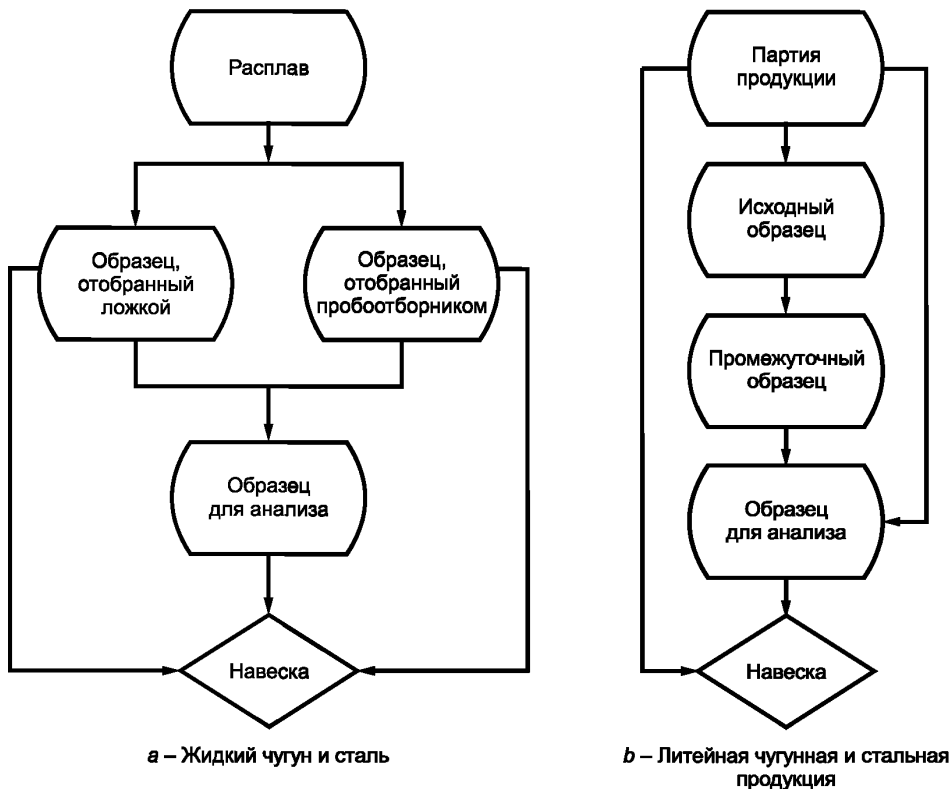 Расплав
Образец,
отобранный
ложкой
Образец,
отобранный
пробоотборником
Образец
для анализа
Навеска
a – Жидкий чугун и сталь
Партия
продукции
Исходный
образец
Промежуточный
образец
Образец
для анализа
Навеска
b – Литейная чугунная и стальная
продукция